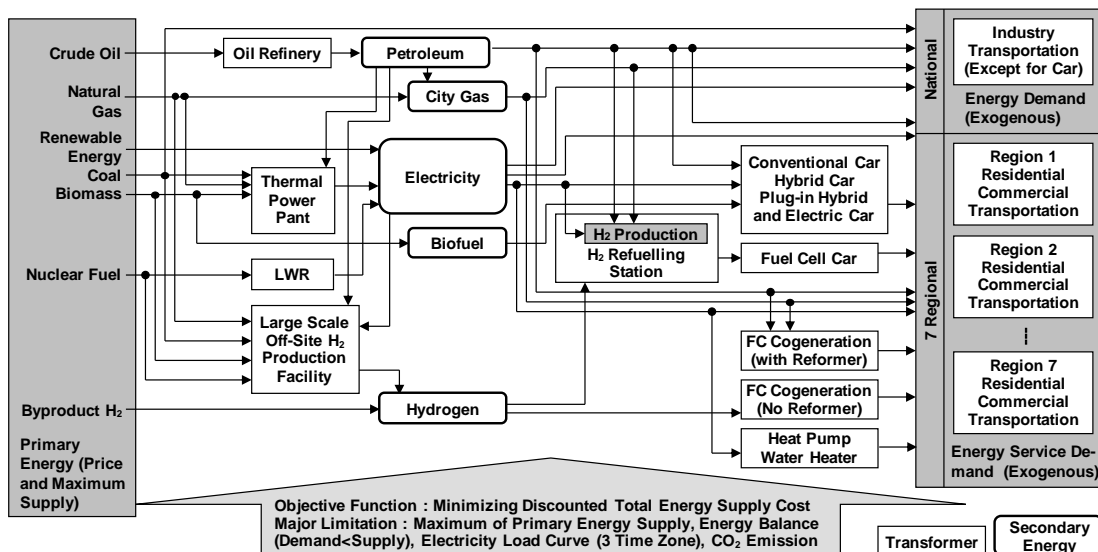 Crude Oil
Natural
Gas
Renewable
Energy
Coal
Biomass
Nuclear Fuel
Byproduct H₂
Primary
Energy (Price
and Maximum
Supply)
Oil Refinery
Petroleum
City Gas
Thermal
Power
Pant
Electricity
Biofuel
LWR
Large Scale
Off-Site H₂
Production
Facility
Hydrogen
H₂ Production
H₂ Refuelling
Station
Conventional Car
Hybrid Car
Plug-in Hybrid
and Electric Car
Fuel Cell Car
FC Cogeneration
(with Reformer)
FC Cogeneration
(No Reformer)
Heat Pump
Water Heater
National
Industry
Transportation
(Except for Car)
Energy Demand
(Exogenous)
7 Regional
Region 1
Residential
Commercial
Transportation
Region 2
Residential
Commercial
Transportation
Region 7
Residential
Commercial
Transportation
Energy Service De-
mand (Exogenous)
Objective Function : Minimizing Discounted Total Energy Supply Cost
Major Limitation : Maximum of Primary Energy Supply, Energy Balance
(Demand<Supply), Electricity Load Curve (3 Time Zone), CO₂ Emission
Transformer
Secondary
Energy